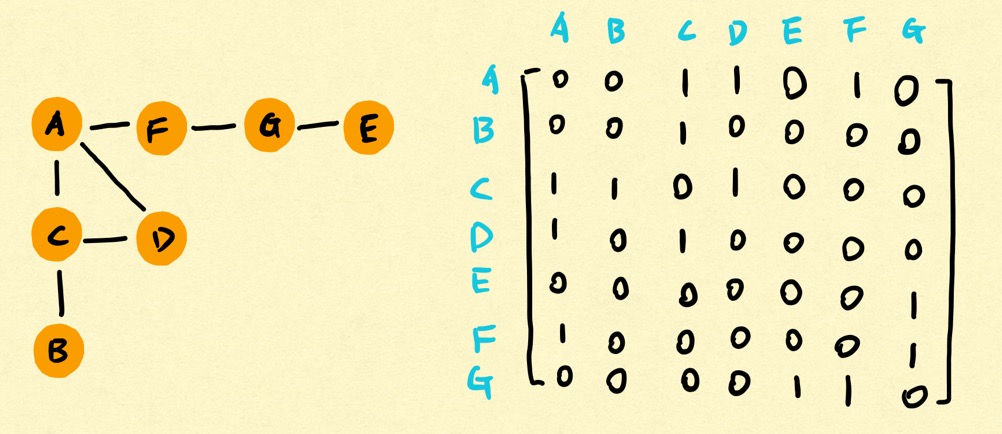 A F G E
C D
B
A B C D E F G
A 0 0 1 1 0 1 0
B 0 0 1 0 0 0 0
C 1 1 0 1 0 0 0
D 1 0 1 0 0 0 0
E 0 0 0 0 0 0 1
F 1 0 0 0 0 0 1
G 0 0 0 0 1 1 0